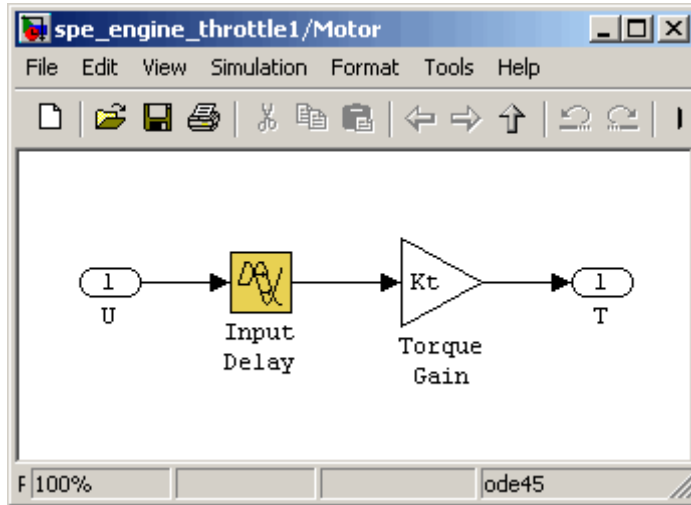 spe_engine_throttle1/Motor
File Edit View Simulation Format Tools Help
1
U
Input
Delay
Kt
Torque
Gain
1
T
F 100% ode45